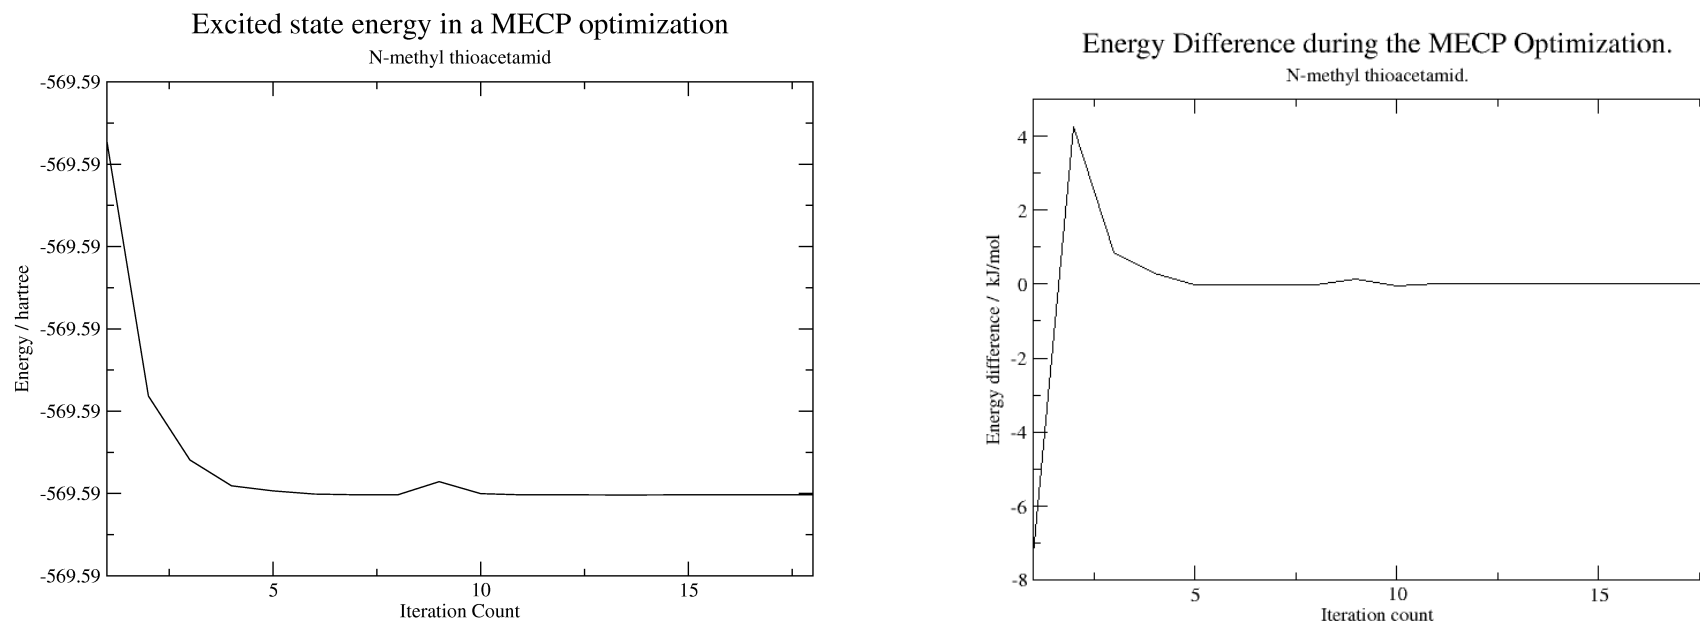 Excited state energy in a MECP optimization
N-methyl thioacetamid
-569.59
-569.59
-569.59
-569.59
-569.59
-569.59
-569.59
Energy / hartree
5
10
15
Iteration Count
Energy Difference during the MECP Optimization.
N-methyl thioacetamid.
4
2
0
-2
-4
-6
-8
Energy difference / kJ/mol
5
10
15
Iteration count